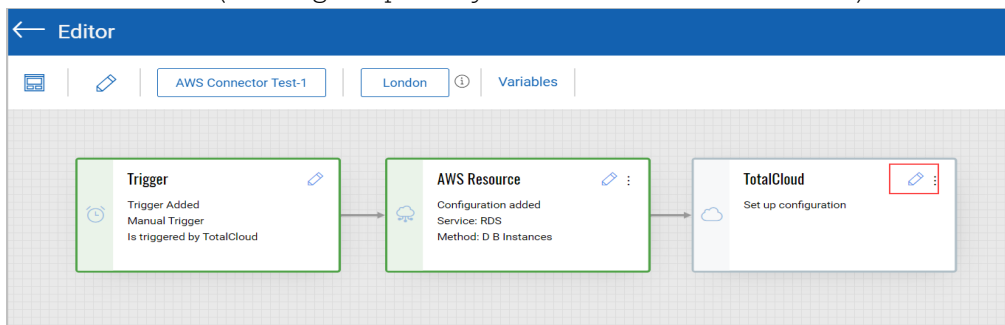 Editor
AWS Connector Test-1
London
Variables
Trigger
Trigger Added
Manual Trigger
Is triggered by TotalCloud
AWS Resource
Configuration added
Service: RDS
Method: D B Instances
TotalCloud
Set up configuration